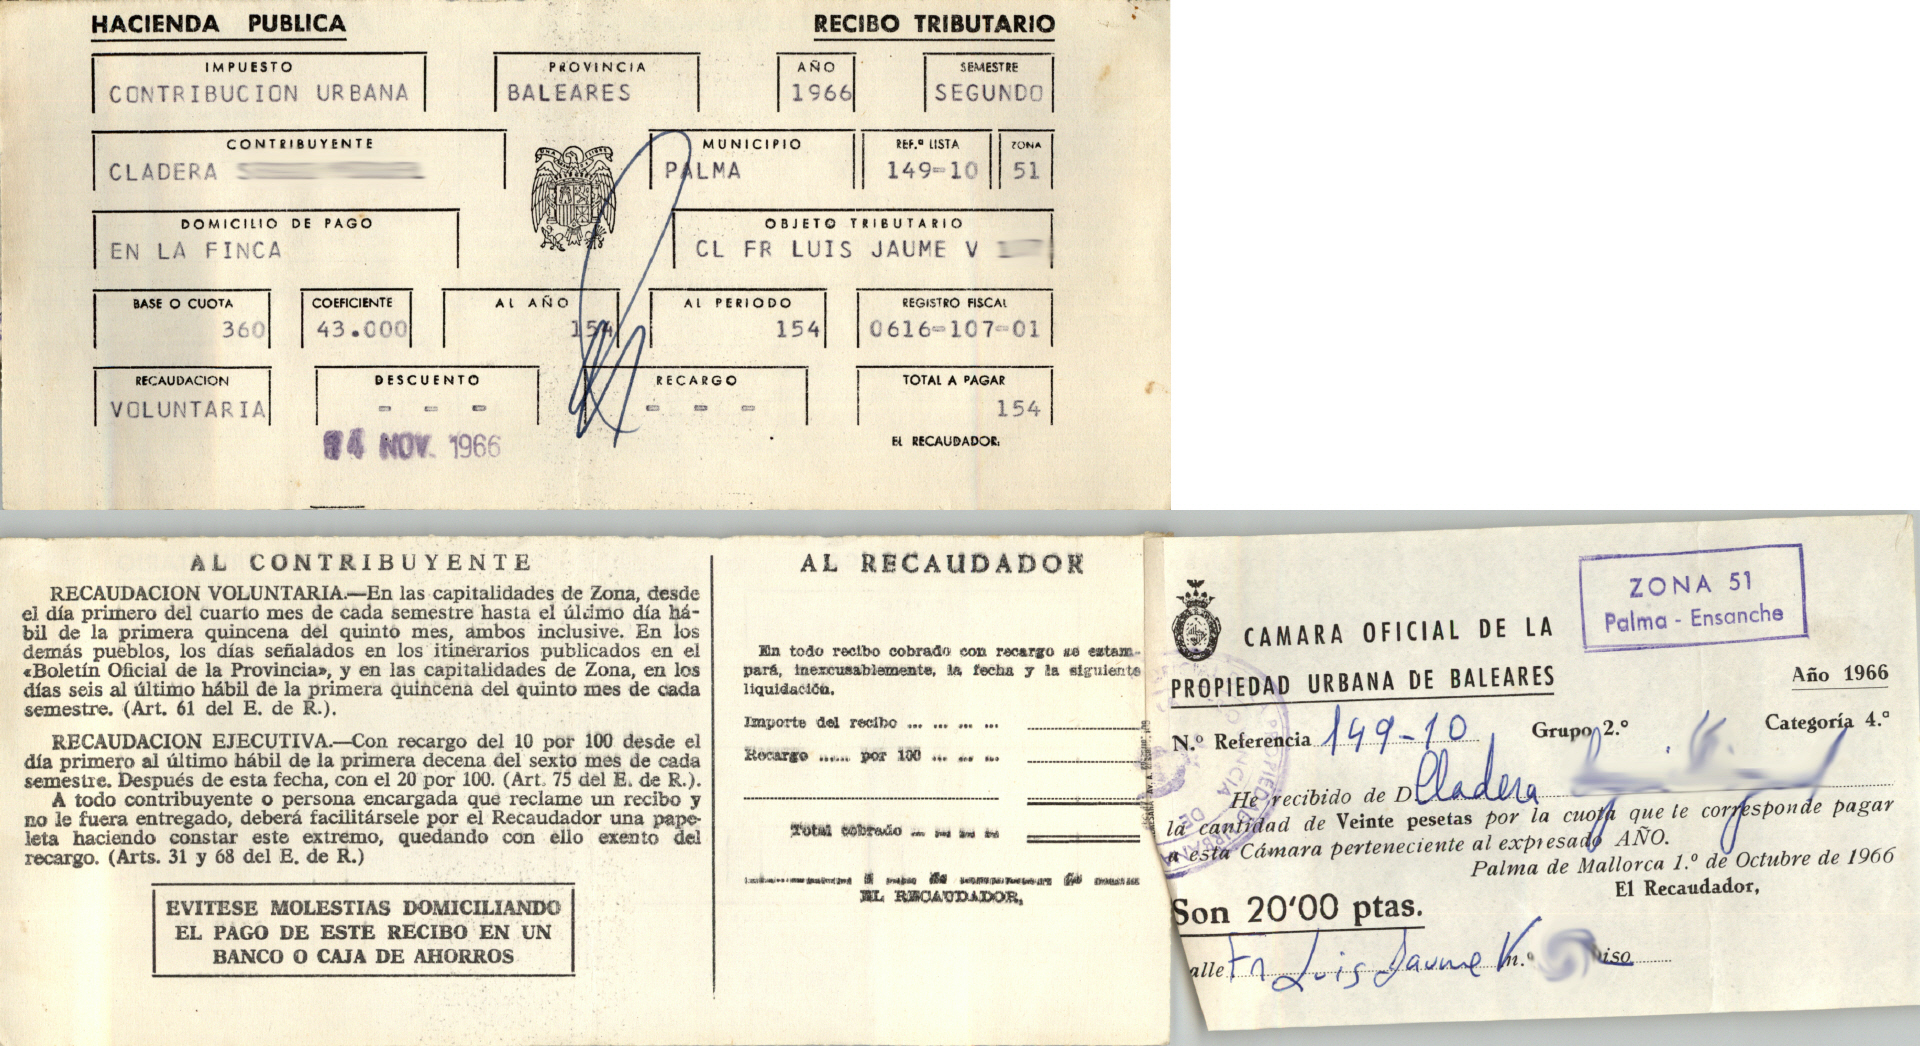 HACIENDA PUBLICA
RECIBO TRIBUTARIO
IMPUESTO
CONTRIBUCION URBANA
PROVINCIA
BALEARES
AÑO
1966
SEMESTRE
SEGUNDO
CONTRIBUYENTE
CLADERA
MUNICIPIO
PALMA
REF.ª LISTA
149-10
ZONA
51
DOMICILIO DE PAGO
EN LA FINCA
OBJETO TRIBUTARIO
CL FR LUIS JAUME V
BASE O CUOTA
360
COEFICIENTE
43.000
AL AÑO
154
AL PERIODO
154
REGISTRO FISCAL
0616-107-01
RECAUDACION
VOLUNTARIA
DESCUENTO
- - -
RECARGO
- - -
TOTAL A PAGAR
154
14 NOV. 1966
EL RECAUDADOR:
AL CONTRIBUYENTE
RECAUDACION VOLUNTARIA.—En las capitalidades de Zona, desde
el día primero del cuarto mes de cada semestre hasta el último día há-
bil de la primera quincena del quinto mes, ambos inclusive. En los
demás pueblos, los días señalados en los itinerarios publicados en el
«Boletín Oficial de la Provincia», y en las capitalidades de Zona, en los
días seis al último hábil de la primera quincena del quinto mes de cada
semestre. (Art. 61 del E. de R.).
RECAUDACION EJECUTIVA.—Con recargo del 10 por 100 desde el
día primero al último hábil de la primera decena del sexto mes de cada
semestre. Después de esta fecha, con el 20 por 100. (Art. 75 del E. de R.).
A todo contribuyente o persona encargada que reclame un recibo y
no le fuera entregado, deberá facilitársele por el Recaudador una pape-
leta haciendo constar este extremo, quedando con ello exento del
recargo. (Arts. 31 y 68 del E. de R.)
EVITESE MOLESTIAS DOMICILIANDO
EL PAGO DE ESTE RECIBO EN UN
BANCO O CAJA DE AHORROS
AL RECAUDADOR
En todo recibo cobrado con recargo se estam-
pará, inexcusablemente, la fecha y la siguiente
liquidación.
Importe del recibo ... ... ... ...
Recargo ...... por 100 ... ... ...
Total cobrado ... ... ... ...
EL RECAUDADOR,
ZONA 51
Palma - Ensanche
CAMARA OFICIAL DE LA
PROPIEDAD URBANA DE BALEARES
Año 1966
N.º Referencia 149-10 Grupo 2.º Categoría 4.ª
He recibido de D Cladera
la cantidad de Veinte pesetas por la cuota que le corresponde pagar
a esta Cámara perteneciente al expresado AÑO.
Palma de Mallorca 1.º de Octubre de 1966
El Recaudador,
Son 20'00 ptas.
alle Fr Luis Jaume V n.º iso